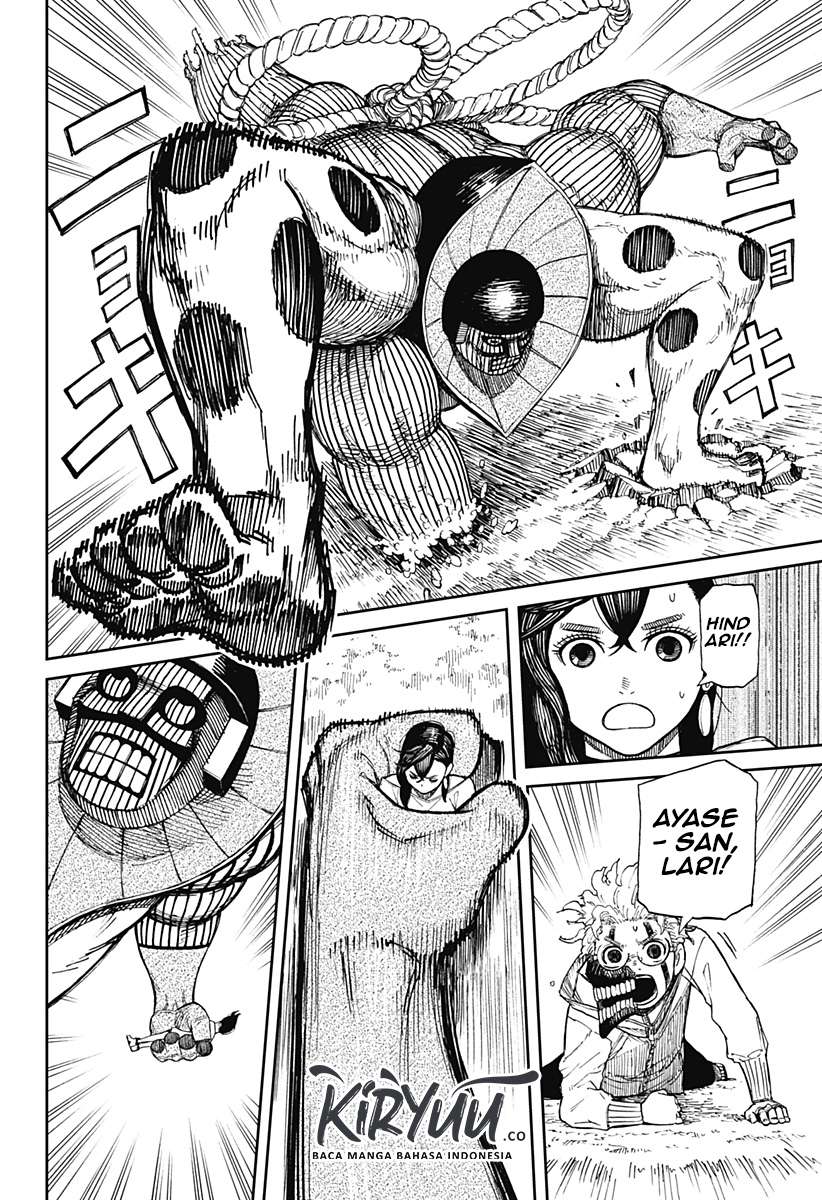 ニョキ
ニョキ
HIND
ARI!!
AYASE
- SAN,
LARI!
KiRYUU.CO
BACA MANGA BAHASA INDONESIA